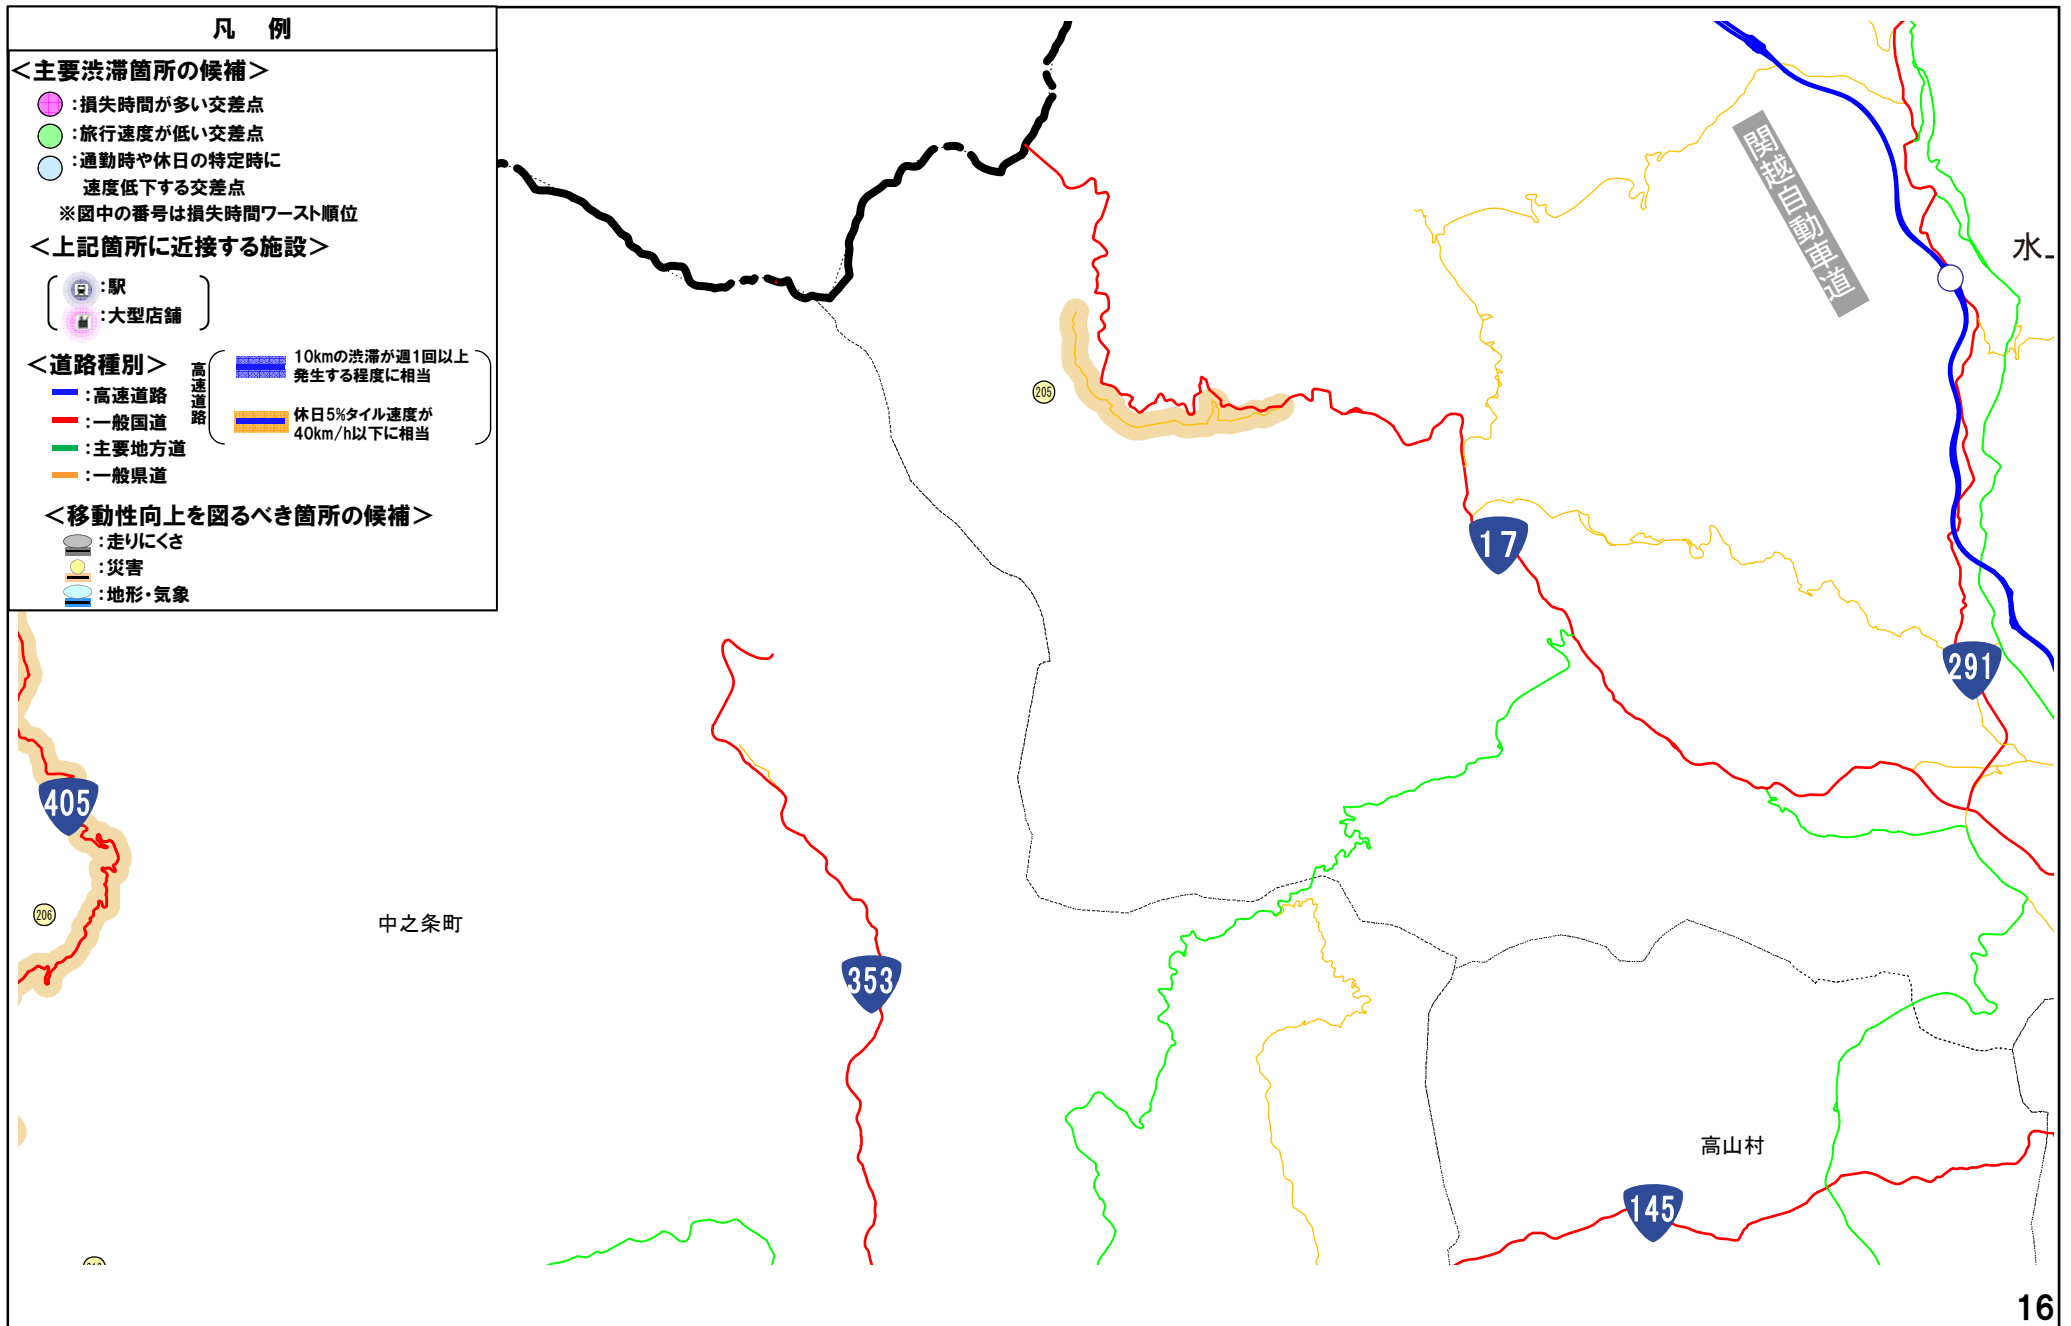 凡 例
＜主要渋滞箇所の候補＞
：損失時間が多い交差点
：旅行速度が低い交差点
：通勤時や休日の特定時に
速度低下する交差点
※図中の番号は損失時間ワースト順位
＜上記箇所に近接する施設＞
：駅
：大型店舗
＜道路種別＞
：高速道路
：一般国道
：主要地方道
：一般県道
高速道路
10kmの渋滞が週1回以上
発生する程度に相当
休日5%タイル速度が
40km/h以下に相当
＜移動性向上を図るべき箇所の候補＞
：走りにくさ
：災害
：地形・気象
関越自動車道
水
205
17
291
405
206
中之条町
353
高山村
145
16